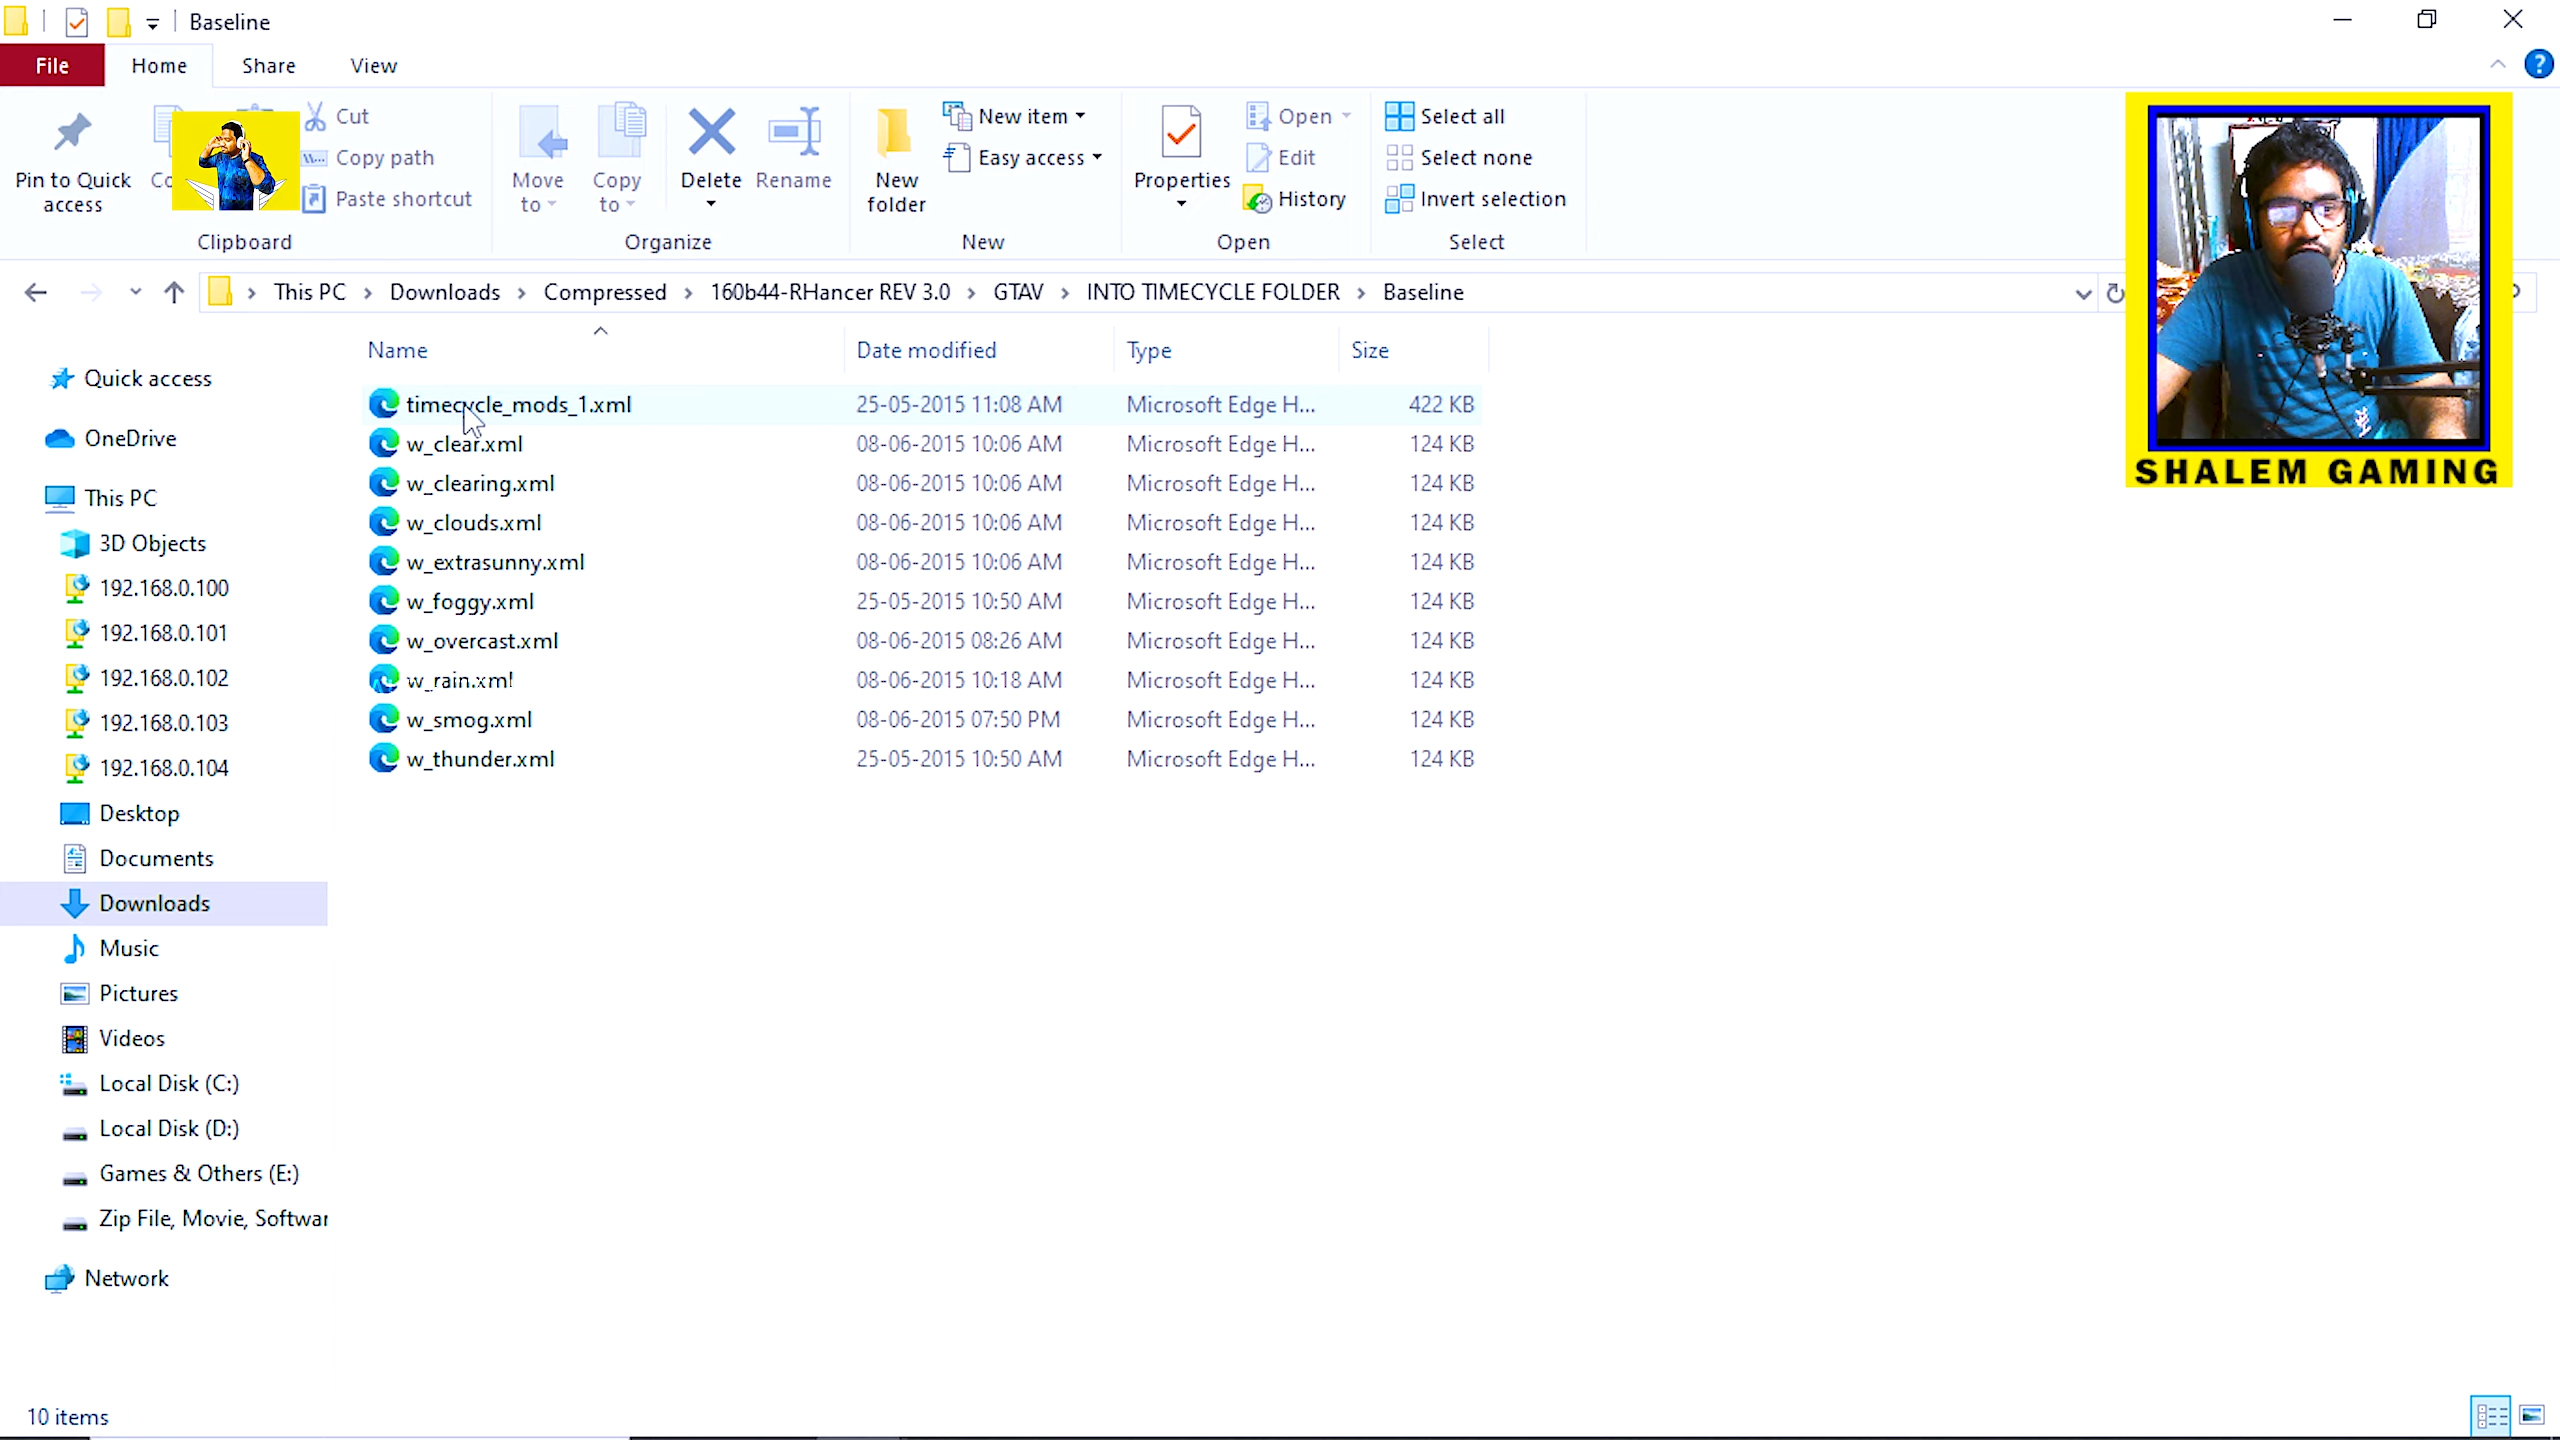 Baseline
File Home Share View
Pin to Quick access
Cut
Copy path
Paste shortcut
Clipboard
Move to
Copy to
Delete
Rename
Organize
New folder
New item
Easy access
New
Properties
Open
Edit
History
Open
Select all
Select none
Invert selection
Select
This PC > Downloads > Compressed > 160b44-RHancer REV 3.0 > GTAV > INTO TIMECYCLE FOLDER > Baseline
SHALEM GAMING
Name Date modified Type Size
timecycle_mods_1.xml 25-05-2015 11:08 AM Microsoft Edge H... 422 KB
w_clear.xml 08-06-2015 10:06 AM Microsoft Edge H... 124 KB
w_clearing.xml 08-06-2015 10:06 AM Microsoft Edge H... 124 KB
w_clouds.xml 08-06-2015 10:06 AM Microsoft Edge H... 124 KB
w_extrasunny.xml 08-06-2015 10:06 AM Microsoft Edge H... 124 KB
w_foggy.xml 25-05-2015 10:50 AM Microsoft Edge H... 124 KB
w_overcast.xml 08-06-2015 08:26 AM Microsoft Edge H... 124 KB
w_rain.xml 08-06-2015 10:18 AM Microsoft Edge H... 124 KB
w_smog.xml 08-06-2015 07:50 PM Microsoft Edge H... 124 KB
w_thunder.xml 25-05-2015 10:50 AM Microsoft Edge H... 124 KB
Quick access
OneDrive
This PC
3D Objects
192.168.0.100
192.168.0.101
192.168.0.102
192.168.0.103
192.168.0.104
Desktop
Documents
Downloads
Music
Pictures
Videos
Local Disk (C:)
Local Disk (D:)
Games & Others (E:)
Zip File, Movie, Softwar
Network
10 items